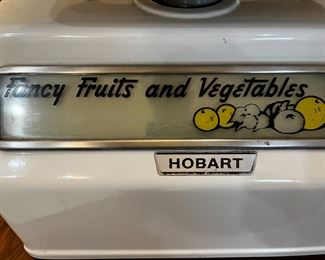 Fancy Fruits and Vegetables
HOBART